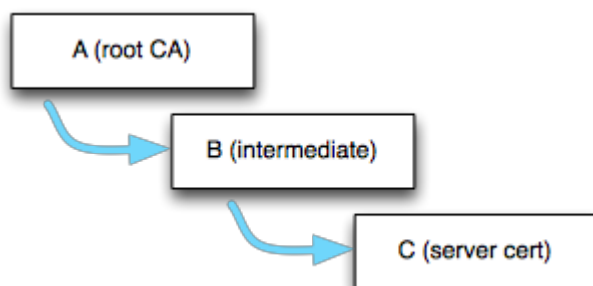 A (root CA)
B (intermediate)
C (server cert)